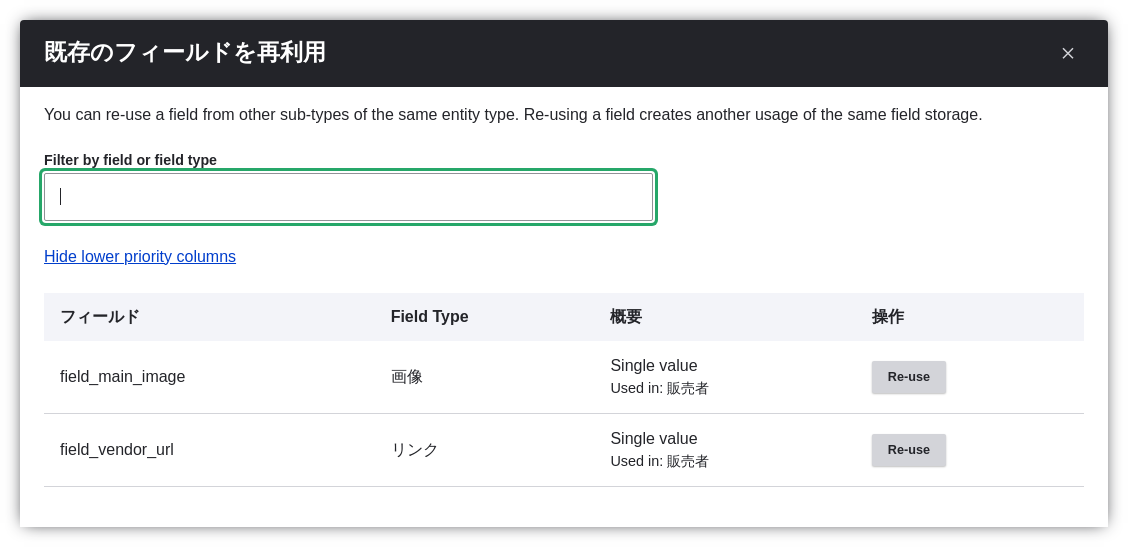 既存のフィールドを再利用
You can re-use a field from other sub-types of the same entity type. Re-using a field creates another usage of the same field storage.
Filter by field or field type
Hide lower priority columns
フィールド Field Type 概要 操作
field_main_image 画像 Single value Re-use
Used in: 販売者
field_vendor_url リンク Single value Re-use
Used in: 販売者